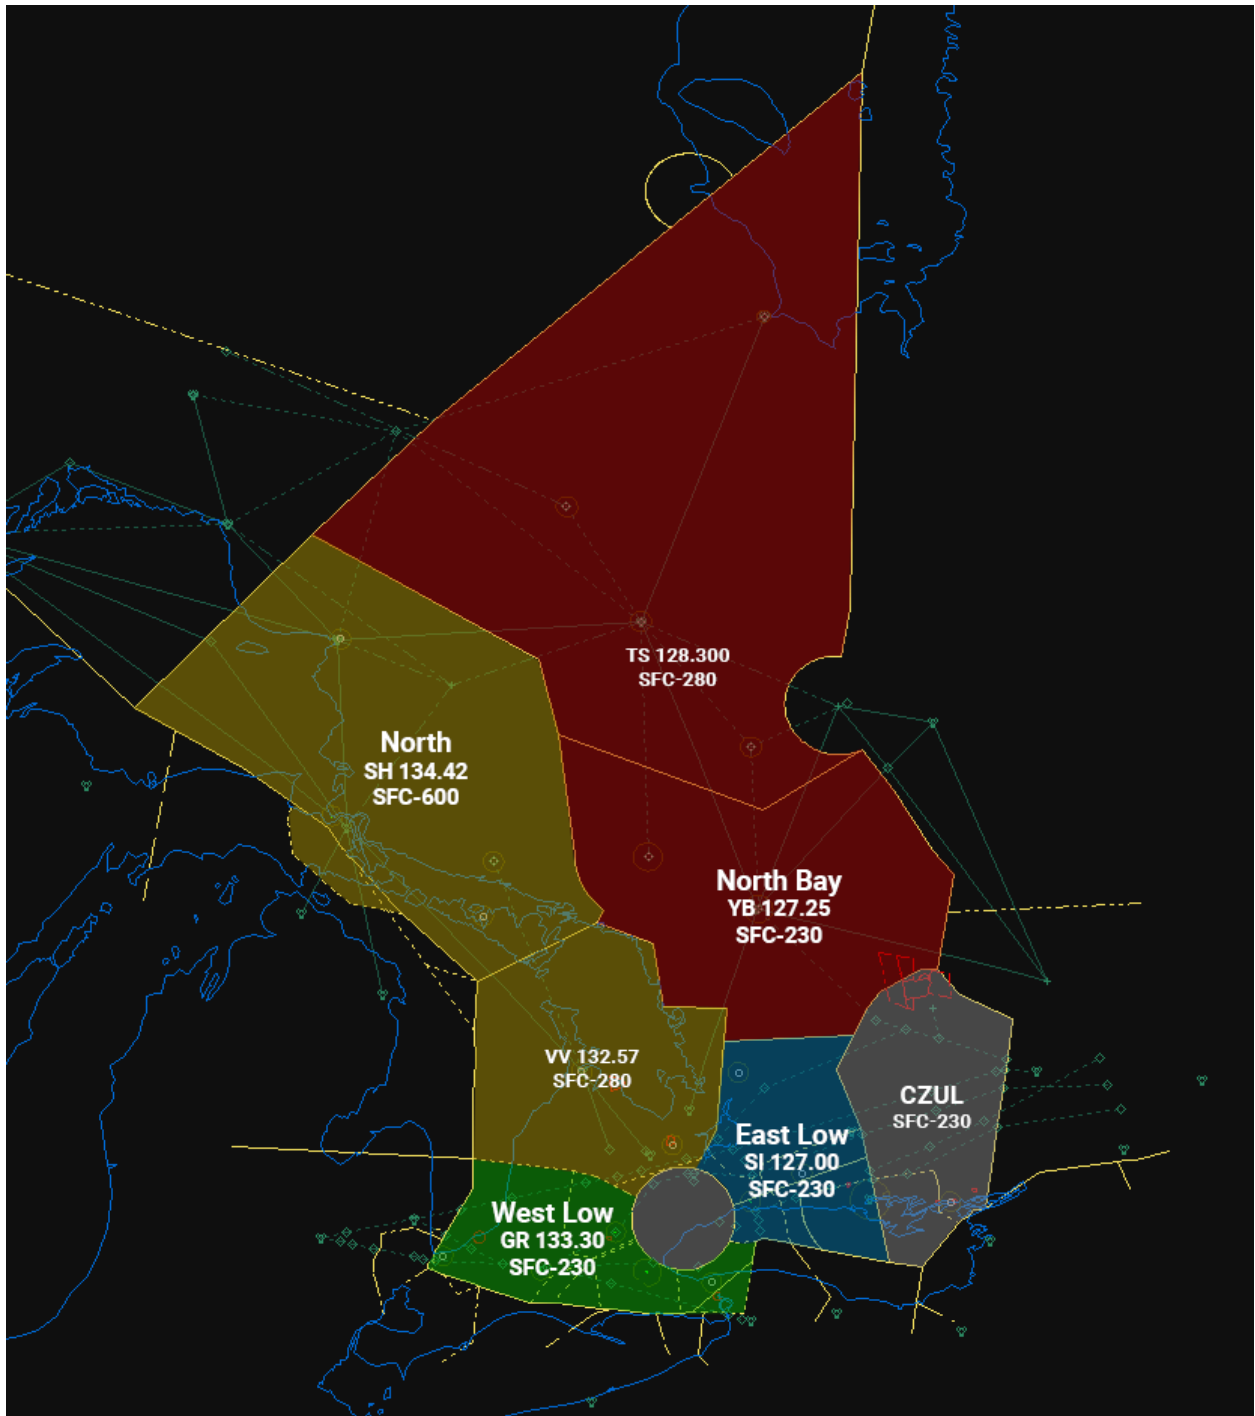 TS 128.300
SFC-280
North
SH 134.42
SFC-600
North Bay
YB 127.25
SFC-230
VV 132.57
SFC-280
CZUL
SFC-230
East Low
SI 127.00
SFC-230
West Low
GR 133.30
SFC-230